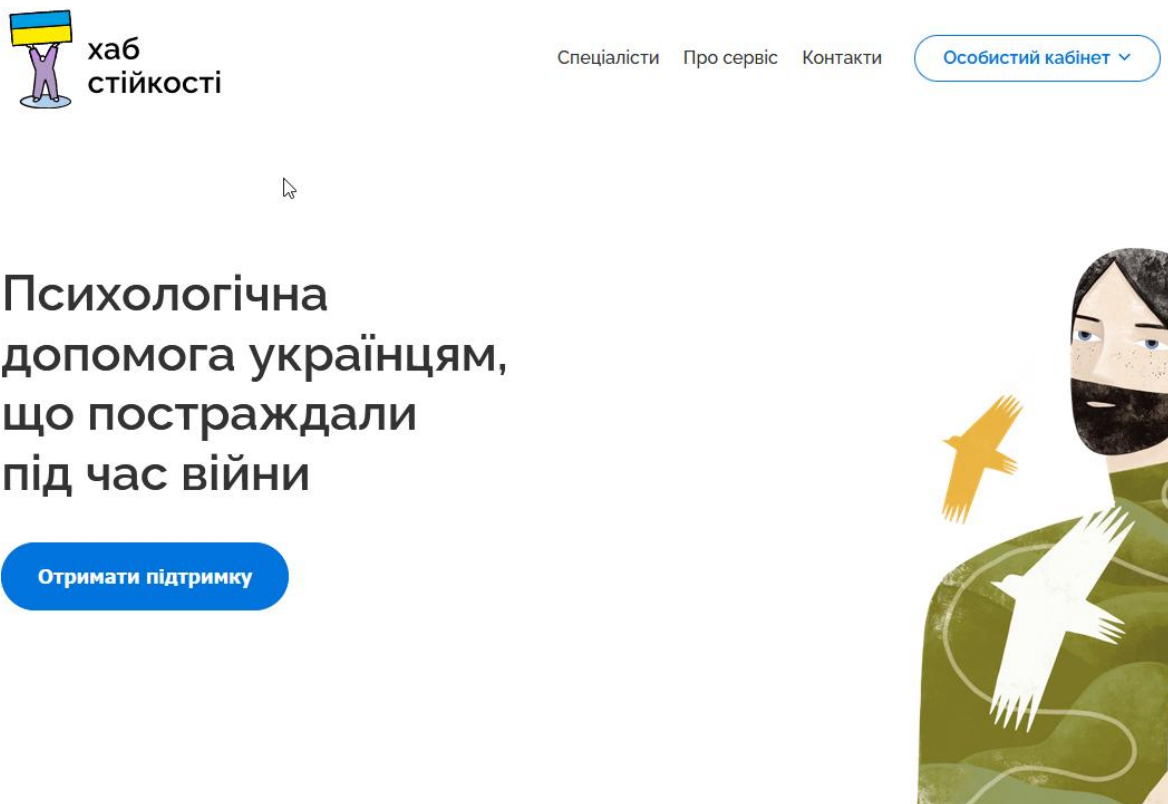 хаб
стійкості
Спеціалісти Про сервіс Контакти Особистий кабінет
Психологічна
допомога українцям,
що постраждали
під час війни
Отримати підтримку